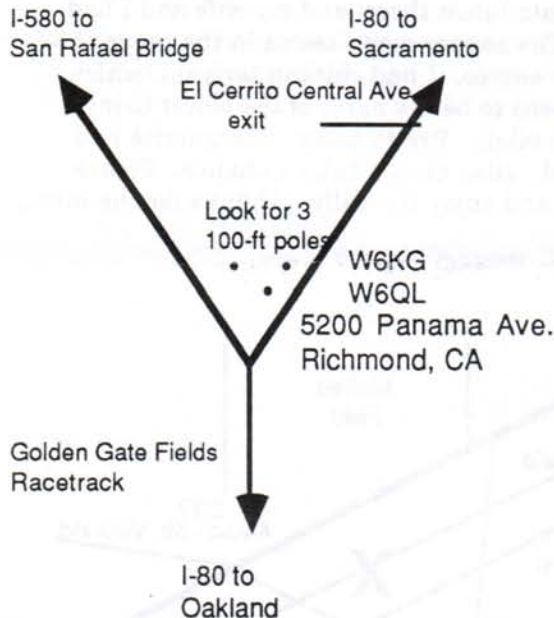 I-580 to
San Rafael Bridge
I-80 to
Sacramento
El Cerrito Central Ave.
exit
Look for 3
100-ft poles
W6KG
W6QL
5200 Panama Ave.
Richmond, CA
Golden Gate Fields
Racetrack
I-80 to
Oakland